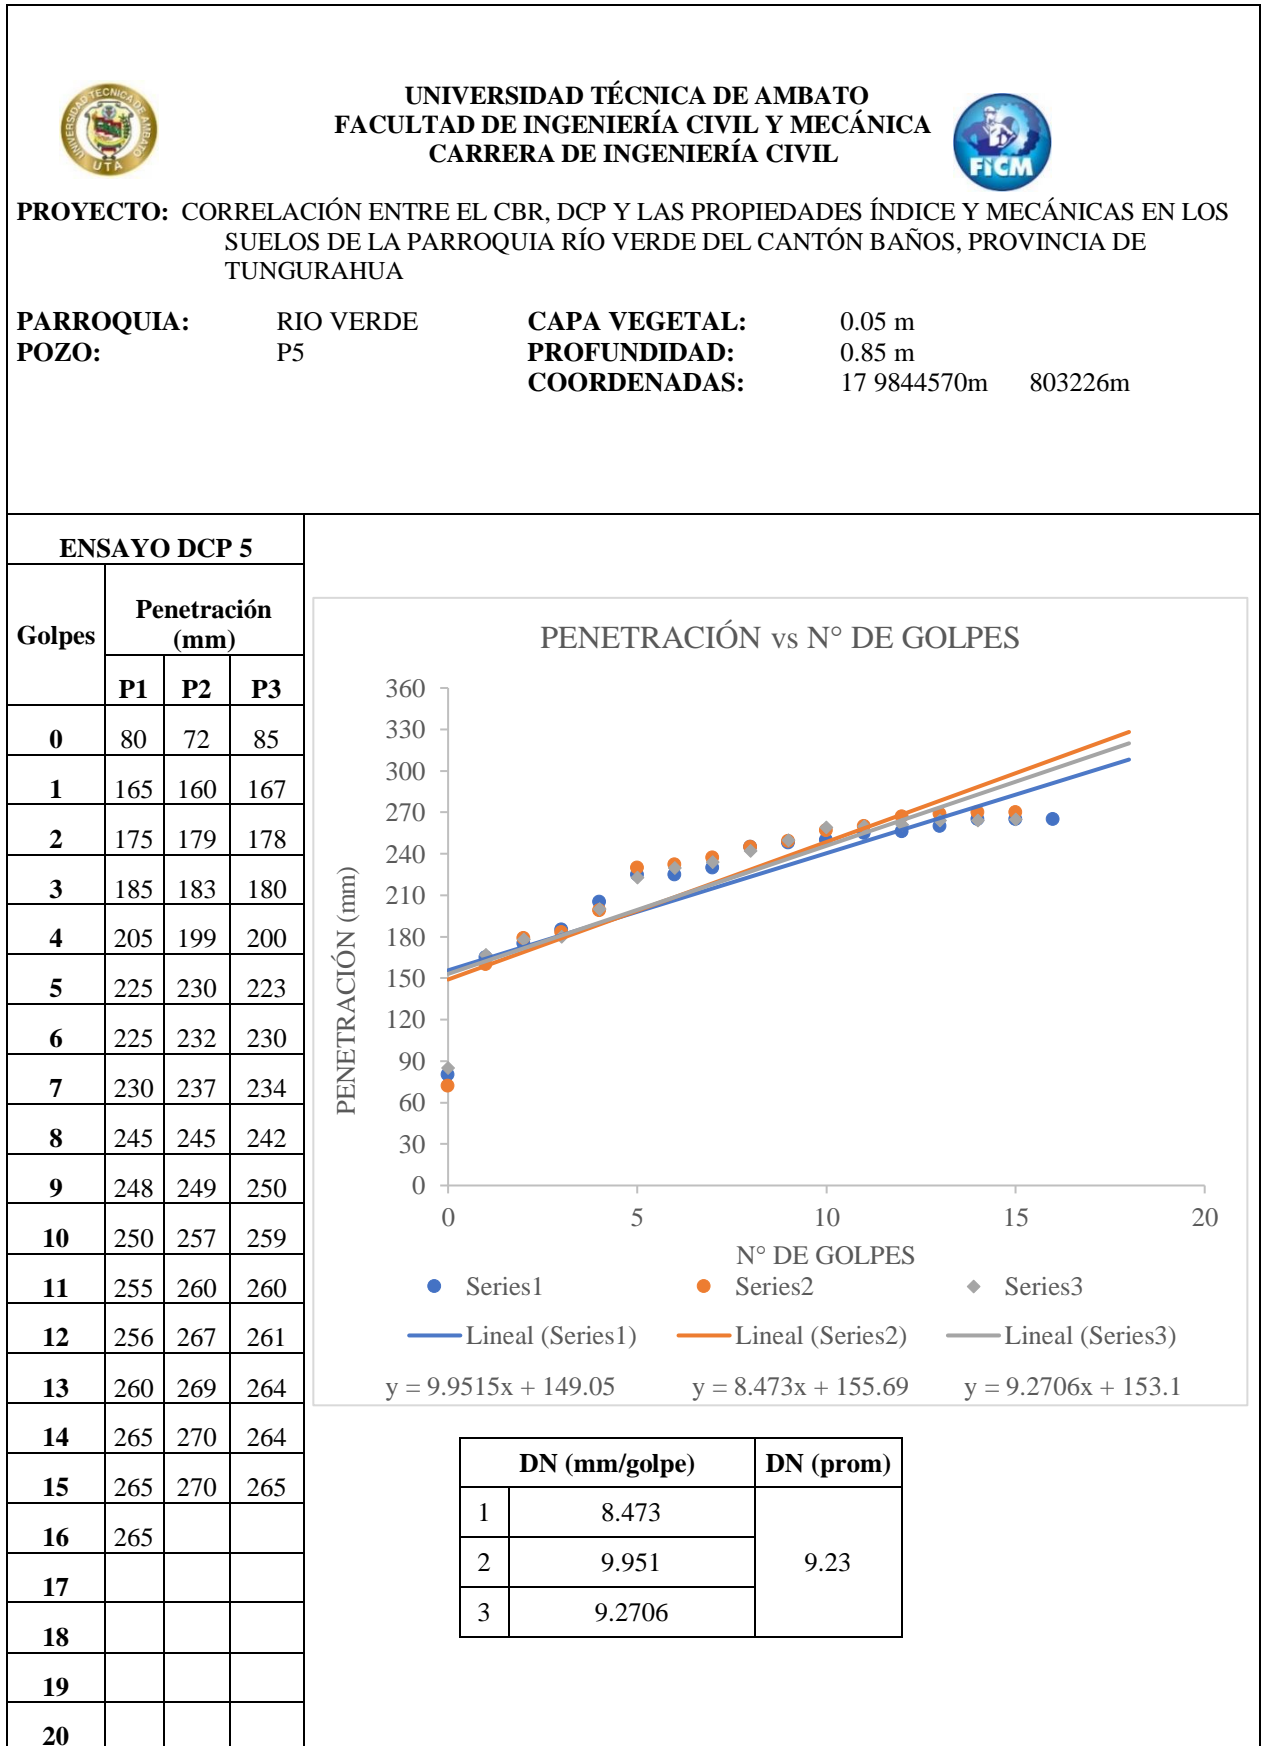 UNIVERSIDAD TÉCNICA DE AMBATO
FACULTAD DE INGENIERÍA CIVIL Y MECÁNICA
CARRERA DE INGENIERÍA CIVIL
UNIVERSIDAD TECNICA DE AMBATO
UTA
FICM
PROYECTO: CORRELACIÓN ENTRE EL CBR, DCP Y LAS PROPIEDADES ÍNDICE Y MECÁNICAS EN LOS
SUELOS DE LA PARROQUIA RÍO VERDE DEL CANTÓN BAÑOS, PROVINCIA DE
TUNGURAHUA
PARROQUIA: RIO VERDE CAPA VEGETAL: 0.05 m
POZO: P5 PROFUNDIDAD: 0.85 m
COORDENADAS: 17 9844570m 803226m
ENSAYO DCP 5
Golpes Penetración
(mm)
P1 P2 P3
0 80 72 85
1 165 160 167
2 175 179 178
3 185 183 180
4 205 199 200
5 225 230 223
6 225 232 230
7 230 237 234
8 245 245 242
9 248 249 250
10 250 257 259
11 255 260 260
12 256 267 261
13 260 269 264
14 265 270 264
15 265 270 265
16 265
17
18
19
20
PENETRACIÓN vs N° DE GOLPES
PENETRACIÓN (mm)
360
330
300
270
240
210
180
150
120
90
60
30
0
0 5 10 15 20
N° DE GOLPES
Series1 Series2 Series3
Lineal (Series1) Lineal (Series2) Lineal (Series3)
y = 9.9515x + 149.05 y = 8.473x + 155.69 y = 9.2706x + 153.1
DN (mm/golpe) DN (prom)
1 8.473
2 9.951 9.23
3 9.2706